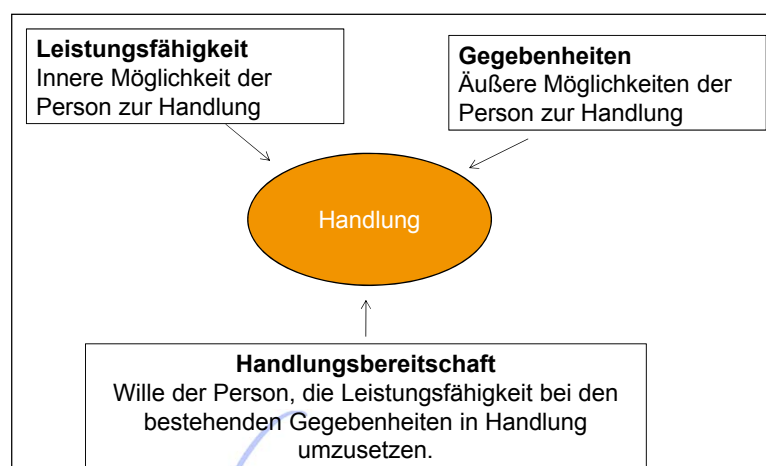 Leistungsfähigkeit
Innere Möglichkeit der
Person zur Handlung
Gegebenheiten
Äußere Möglichkeiten der
Person zur Handlung
Handlung
Handlungsbereitschaft
Wille der Person, die Leistungsfähigkeit bei den
bestehenden Gegebenheiten in Handlung
umzusetzen.